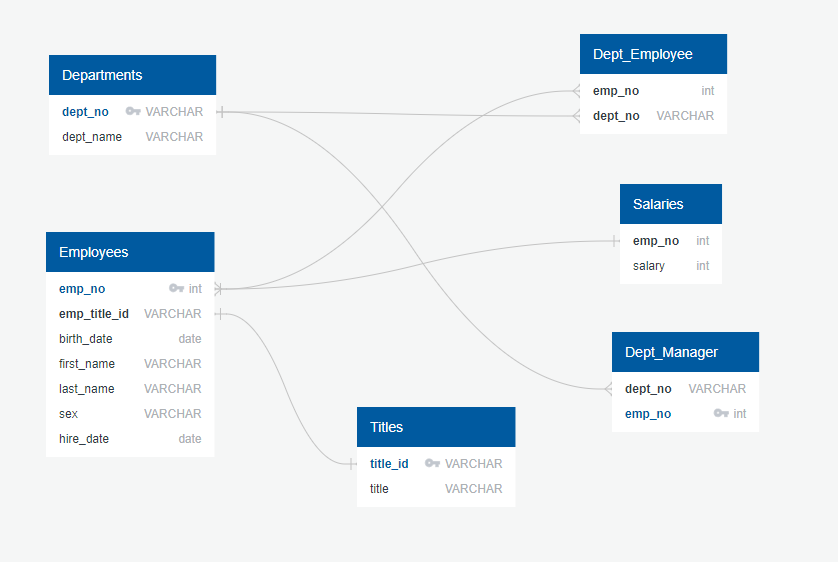 Departments
dept_no VARCHAR
dept_name VARCHAR
Employees
emp_no int
emp_title_id VARCHAR
birth_date date
first_name VARCHAR
last_name VARCHAR
sex VARCHAR
hire_date date
Titles
title_id VARCHAR
title VARCHAR
Dept_Employee
emp_no int
dept_no VARCHAR
Salaries
emp_no int
salary int
Dept_Manager
dept_no VARCHAR
emp_no int